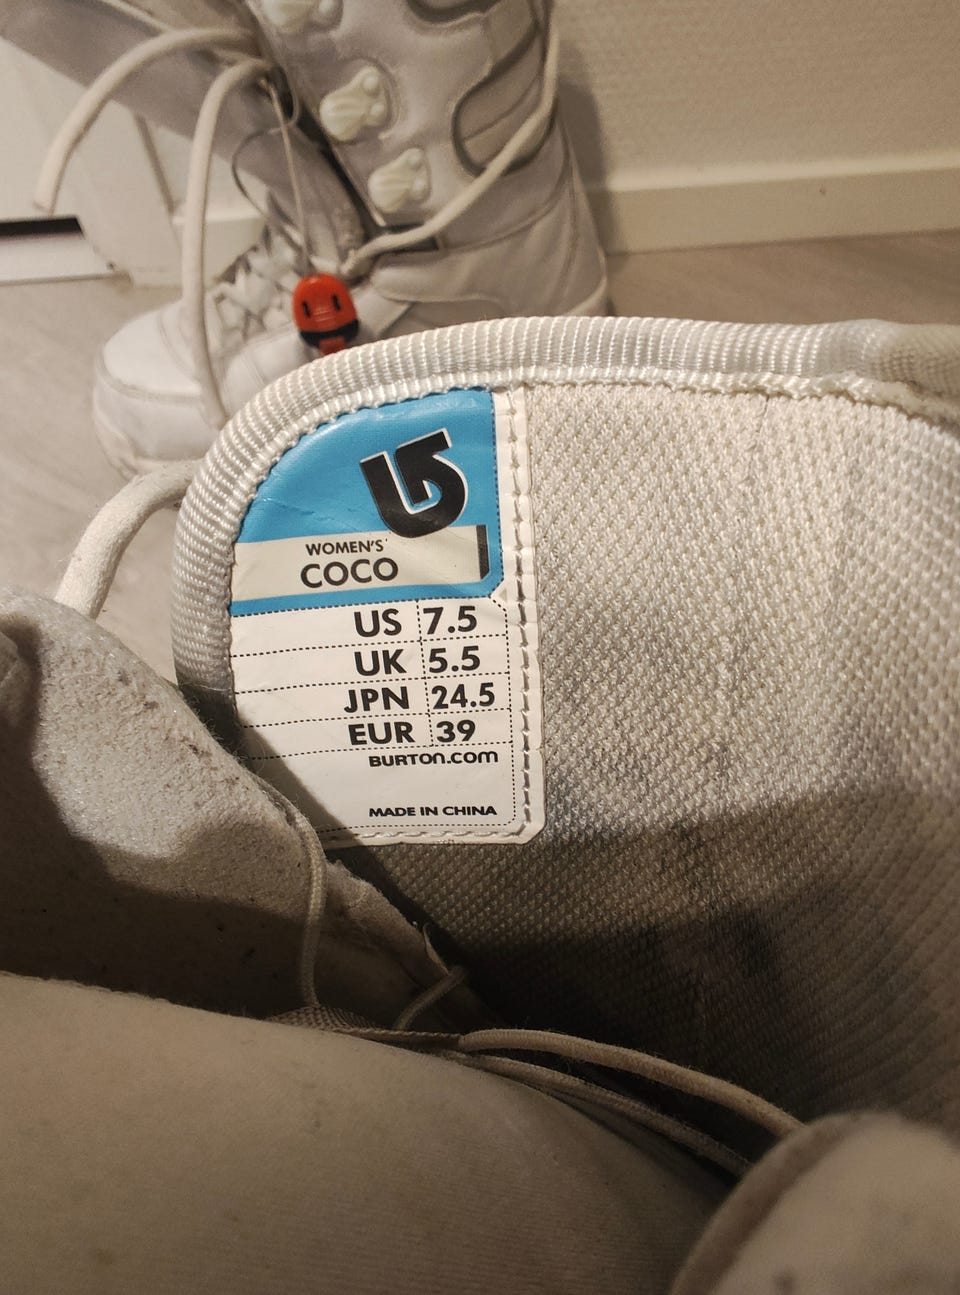 WOMEN'S
COCO
US 7.5
UK 5.5
JPN 24.5
EUR 39
BURTON.COM
MADE IN CHINA